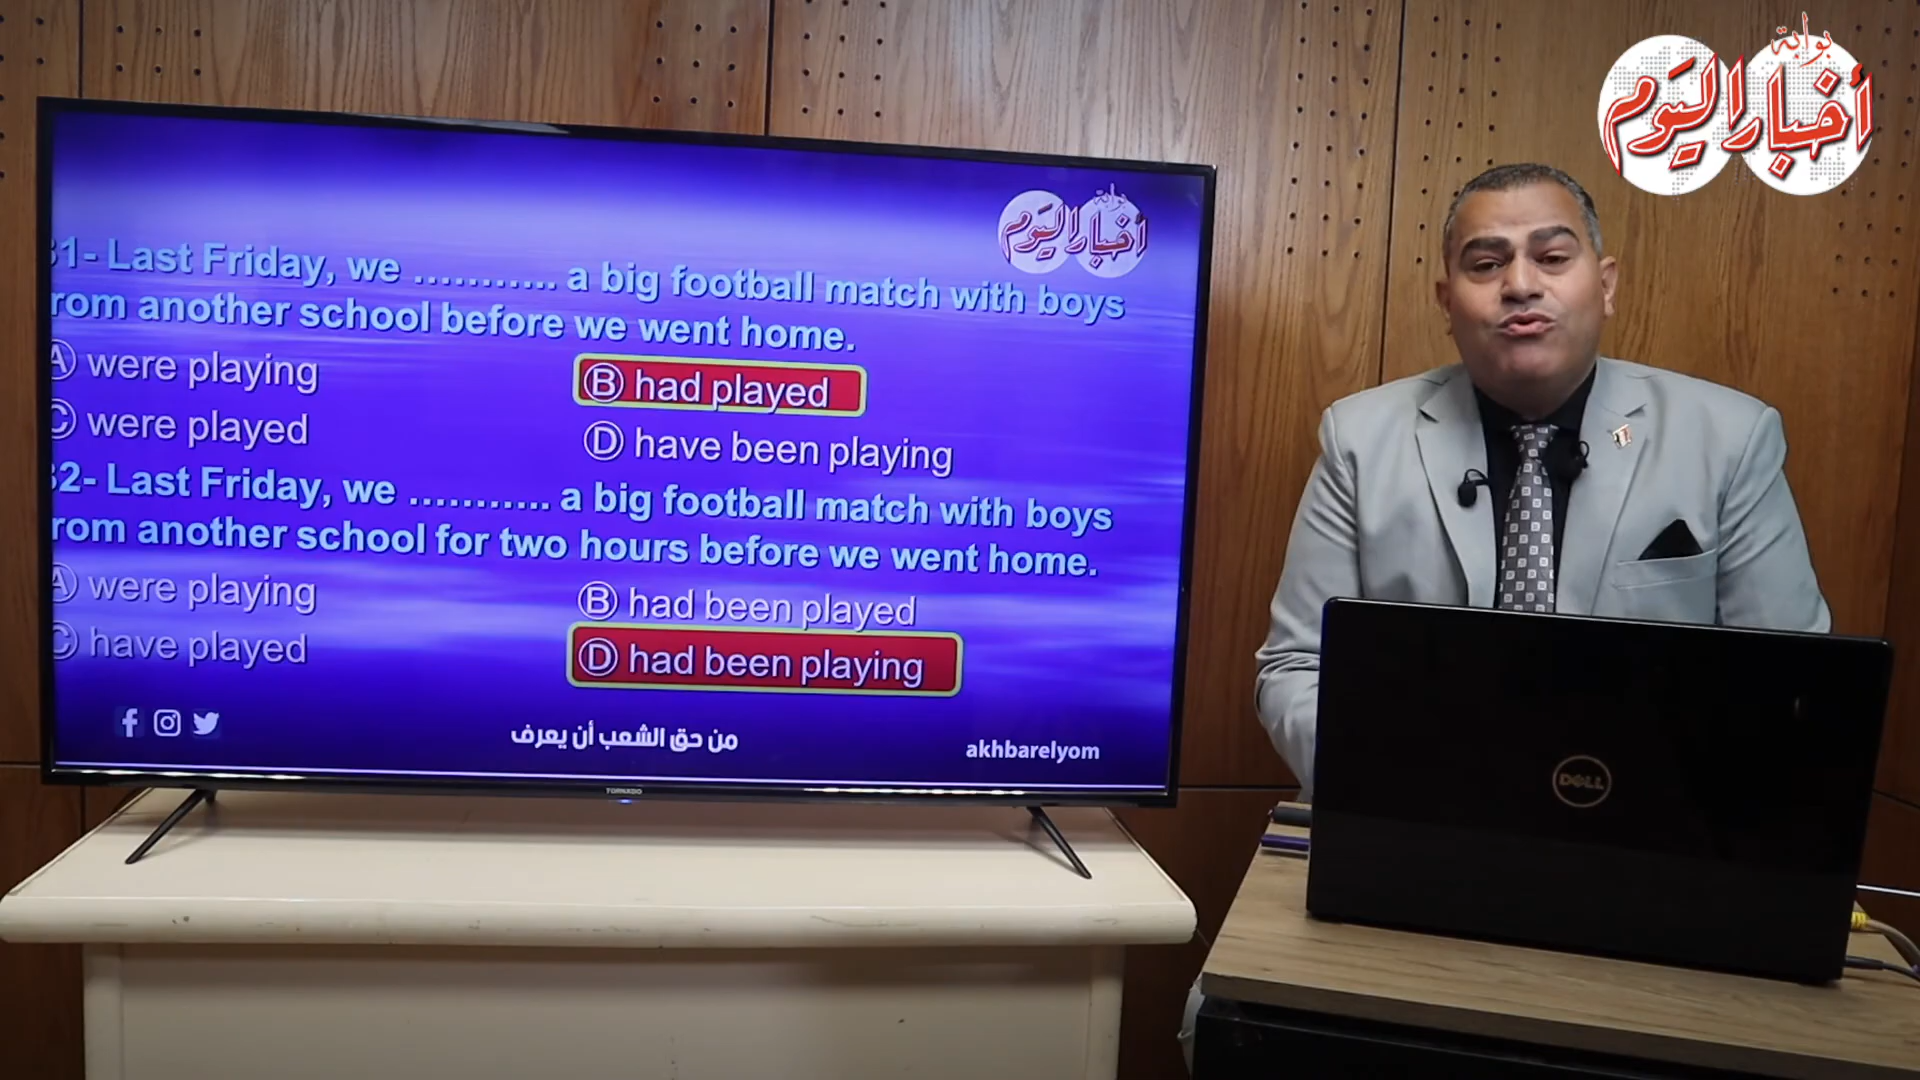 بوابة
أخبار اليوم
بوابة
أخبار اليوم
31- Last Friday, we ........... a big football match with boys
rom another school before we went home.
A were playing
B had played
C were played
D have been playing
32- Last Friday, we ........... a big football match with boys
rom another school for two hours before we went home.
A were playing
B had been played
C have played
D had been playing
من حق الشعب أن يعرف
akhbarelyom
TORNADO
DELL